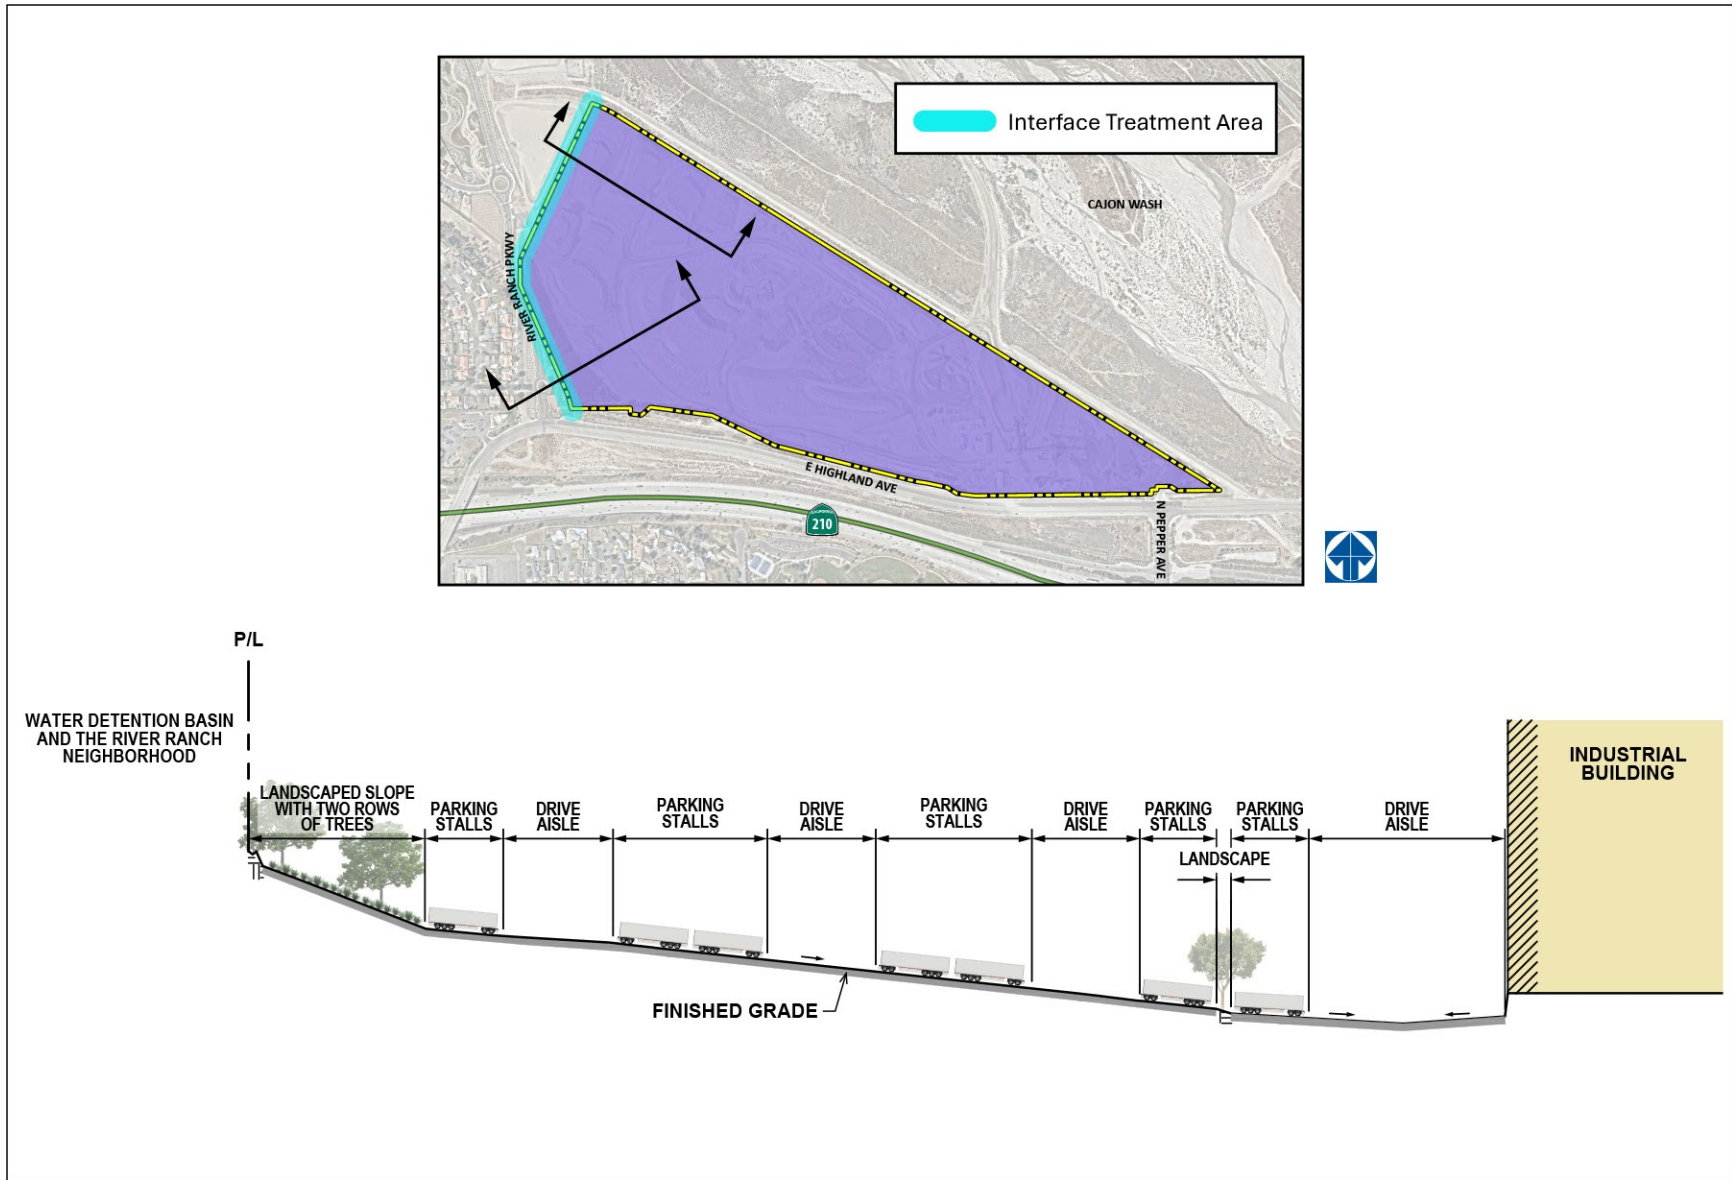 Interface Treatment Area
CAJON WASH
RIVER RANCH PKWY
E HIGHLAND AVE
CALIFORNIA
210
N PEPPER AVE
P/L
WATER DETENTION BASIN
AND THE RIVER RANCH
NEIGHBORHOOD
LANDSCAPED SLOPE
WITH TWO ROWS
OF TREES
PARKING
STALLS
DRIVE
AISLE
PARKING
STALLS
DRIVE
AISLE
PARKING
STALLS
DRIVE
AISLE
PARKING
STALLS
PARKING
STALLS
DRIVE
AISLE
LANDSCAPE
INDUSTRIAL
BUILDING
FINISHED GRADE